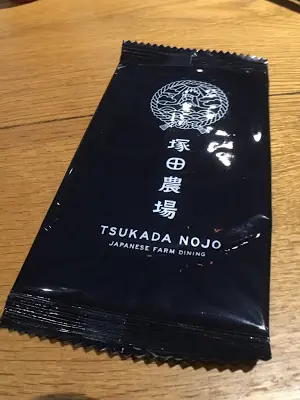 塚田農場
TSUKADA NOJO
JAPANESE FARM DINING